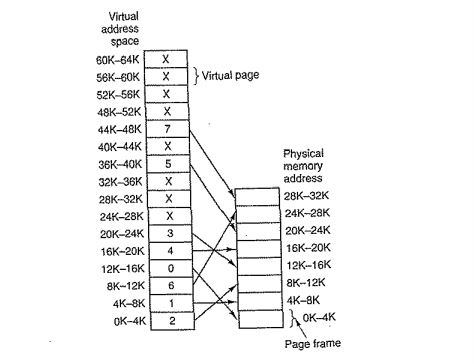 Virtual
address
space
60K–64K X
56K–60K X } Virtual page
52K–56K X
48K–52K X
44K–48K 7
40K–44K X
36K–40K 5
32K–36K X
28K–32K X
24K–28K X
20K–24K 3
16K–20K 4
12K–16K 0
8K–12K 6
4K–8K 1
0K–4K 2
Physical
memory
address
28K–32K
24K–28K
20K–24K
16K–20K
12K–16K
8K–12K
4K–8K
0K–4K
Page frame